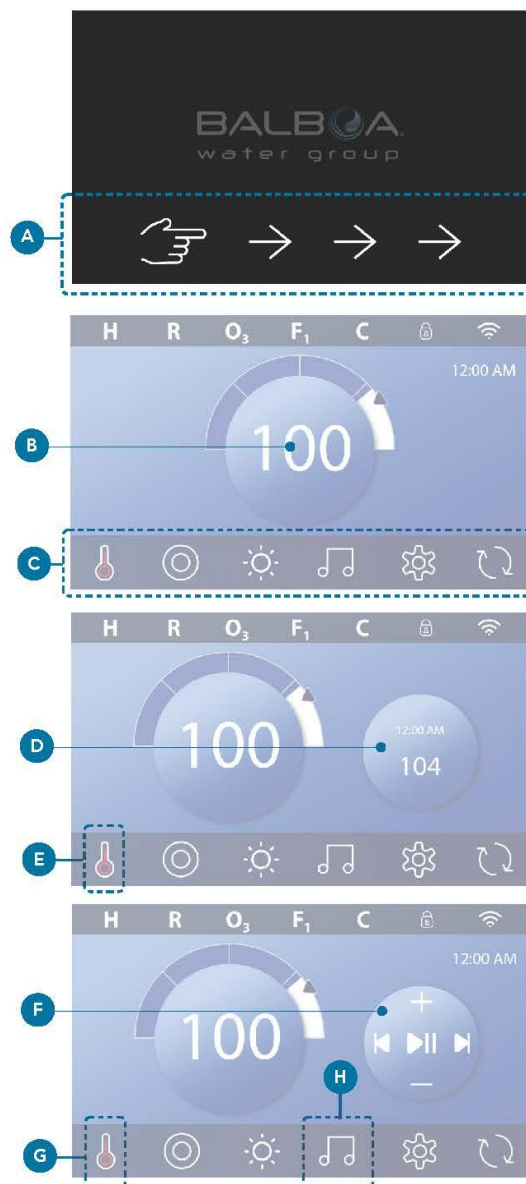 BALBOA.
water group
A
H R O₃ F₁ C
12:00 AM
B
100
C
H R O₃ F₁ C
D
100
12:00 AM
104
E
H R O₃ F₁ C
12:00 AM
F
100
H
G